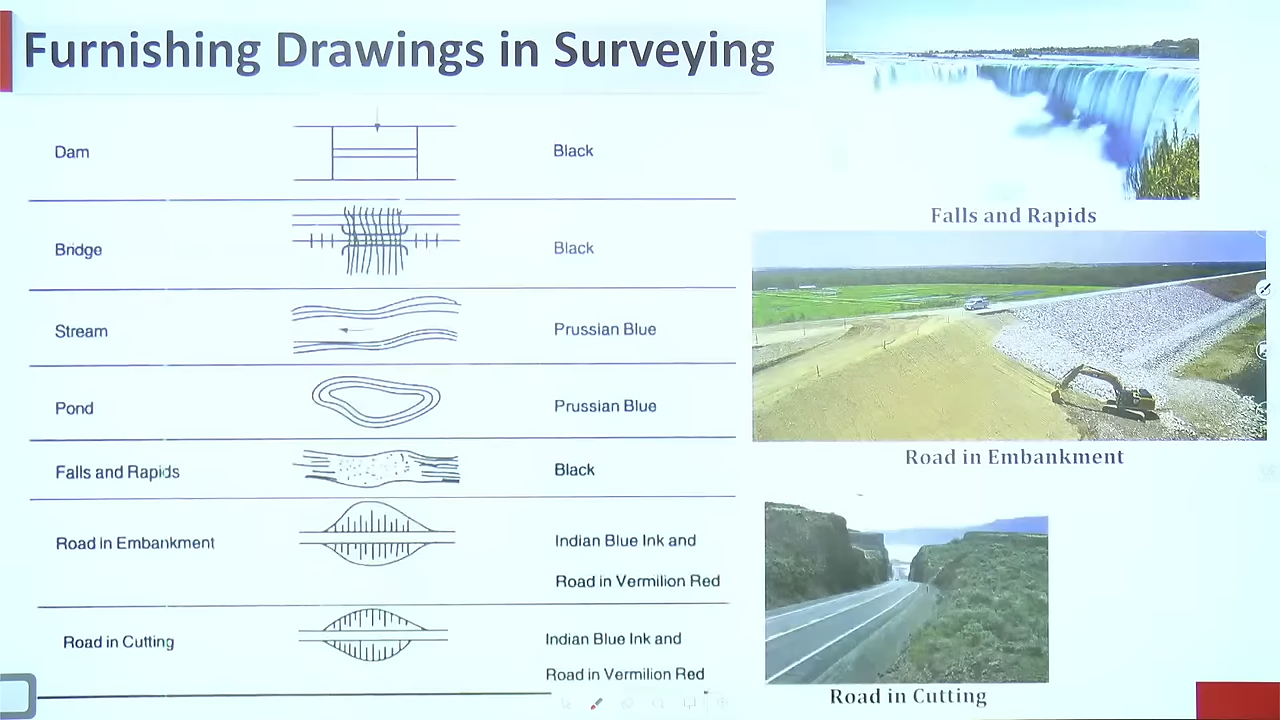 Furnishing Drawings in Surveying
Dam Black
Bridge Black
Stream Prussian Blue
Pond Prussian Blue
Falls and Rapids Black
Road in Embankment Indian Blue Ink and
Road in Vermilion Red
Road in Cutting Indian Blue Ink and
Road in Vermilion Red
Falls and Rapids
Road in Embankment
Road in Cutting